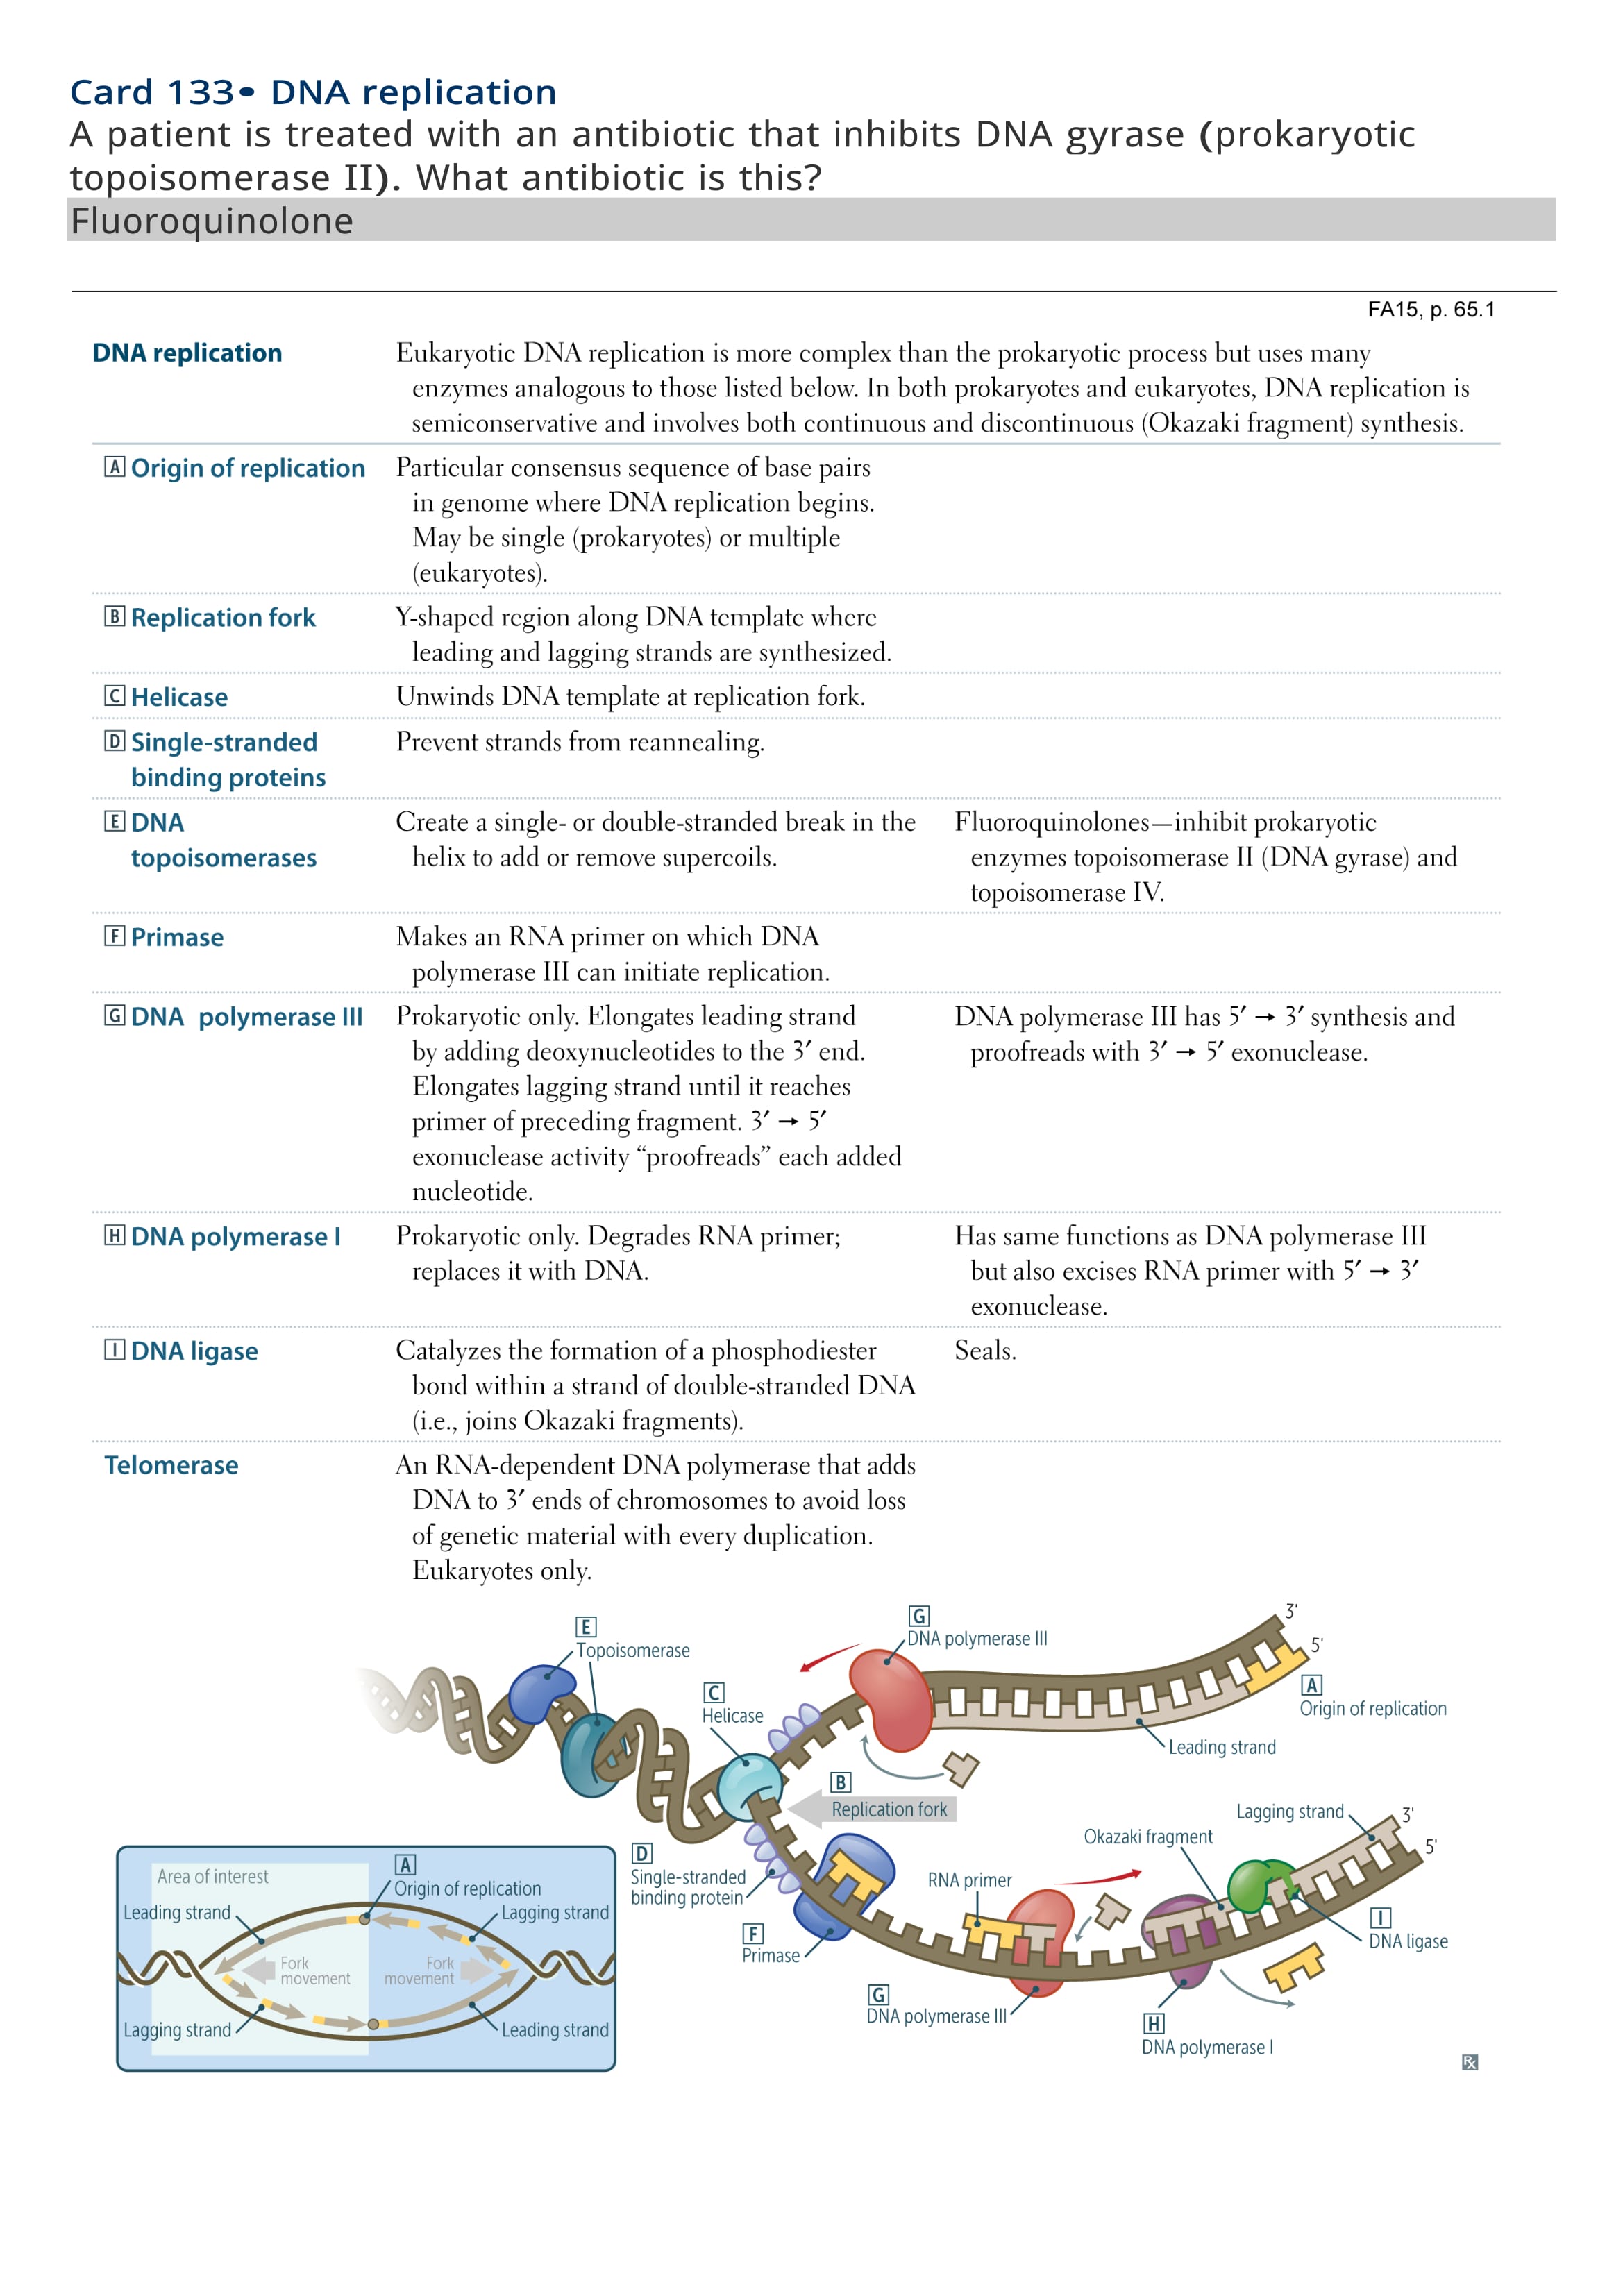 Card 133• DNA replication
A patient is treated with an antibiotic that inhibits DNA gyrase (prokaryotic
topoisomerase II). What antibiotic is this?
Fluoroquinolone
FA15, p. 65.1
DNA replication
Eukaryotic DNA replication is more complex than the prokaryotic process but uses many
enzymes analogous to those listed below. In both prokaryotes and eukaryotes, DNA replication is
semiconservative and involves both continuous and discontinuous (Okazaki fragment) synthesis.
A Origin of replication
Particular consensus sequence of base pairs
in genome where DNA replication begins.
May be single (prokaryotes) or multiple
(eukaryotes).
B Replication fork
Y-shaped region along DNA template where
leading and lagging strands are synthesized.
C Helicase
Unwinds DNA template at replication fork.
D Single-stranded
binding proteins
Prevent strands from reannealing.
E DNA
topoisomerases
Create a single- or double-stranded break in the
helix to add or remove supercoils.
Fluoroquinolones—inhibit prokaryotic
enzymes topoisomerase II (DNA gyrase) and
topoisomerase IV.
F Primase
Makes an RNA primer on which DNA
polymerase III can initiate replication.
G DNA polymerase III
Prokaryotic only. Elongates leading strand
by adding deoxynucleotides to the 3′ end.
Elongates lagging strand until it reaches
primer of preceding fragment. 3′ → 5′
exonuclease activity “proofreads” each added
nucleotide.
DNA polymerase III has 5′ → 3′ synthesis and
proofreads with 3′ → 5′ exonuclease.
H DNA polymerase I
Prokaryotic only. Degrades RNA primer;
replaces it with DNA.
Has same functions as DNA polymerase III
but also excises RNA primer with 5′ → 3′
exonuclease.
I DNA ligase
Catalyzes the formation of a phosphodiester
bond within a strand of double-stranded DNA
(i.e., joins Okazaki fragments).
Seals.
Telomerase
An RNA-dependent DNA polymerase that adds
DNA to 3′ ends of chromosomes to avoid loss
of genetic material with every duplication.
Eukaryotes only.
E
Topoisomerase
G
DNA polymerase III
3'
5'
A
Origin of replication
C
Helicase
Leading strand
B
Replication fork
Lagging strand
3'
5'
Okazaki fragment
D
Single-stranded
binding protein
RNA primer
F
Primase
I
DNA ligase
G
DNA polymerase III
H
DNA polymerase I
Area of interest
A
Origin of replication
Leading strand
Lagging strand
Fork
movement
Fork
movement
Lagging strand
Leading strand
Rx